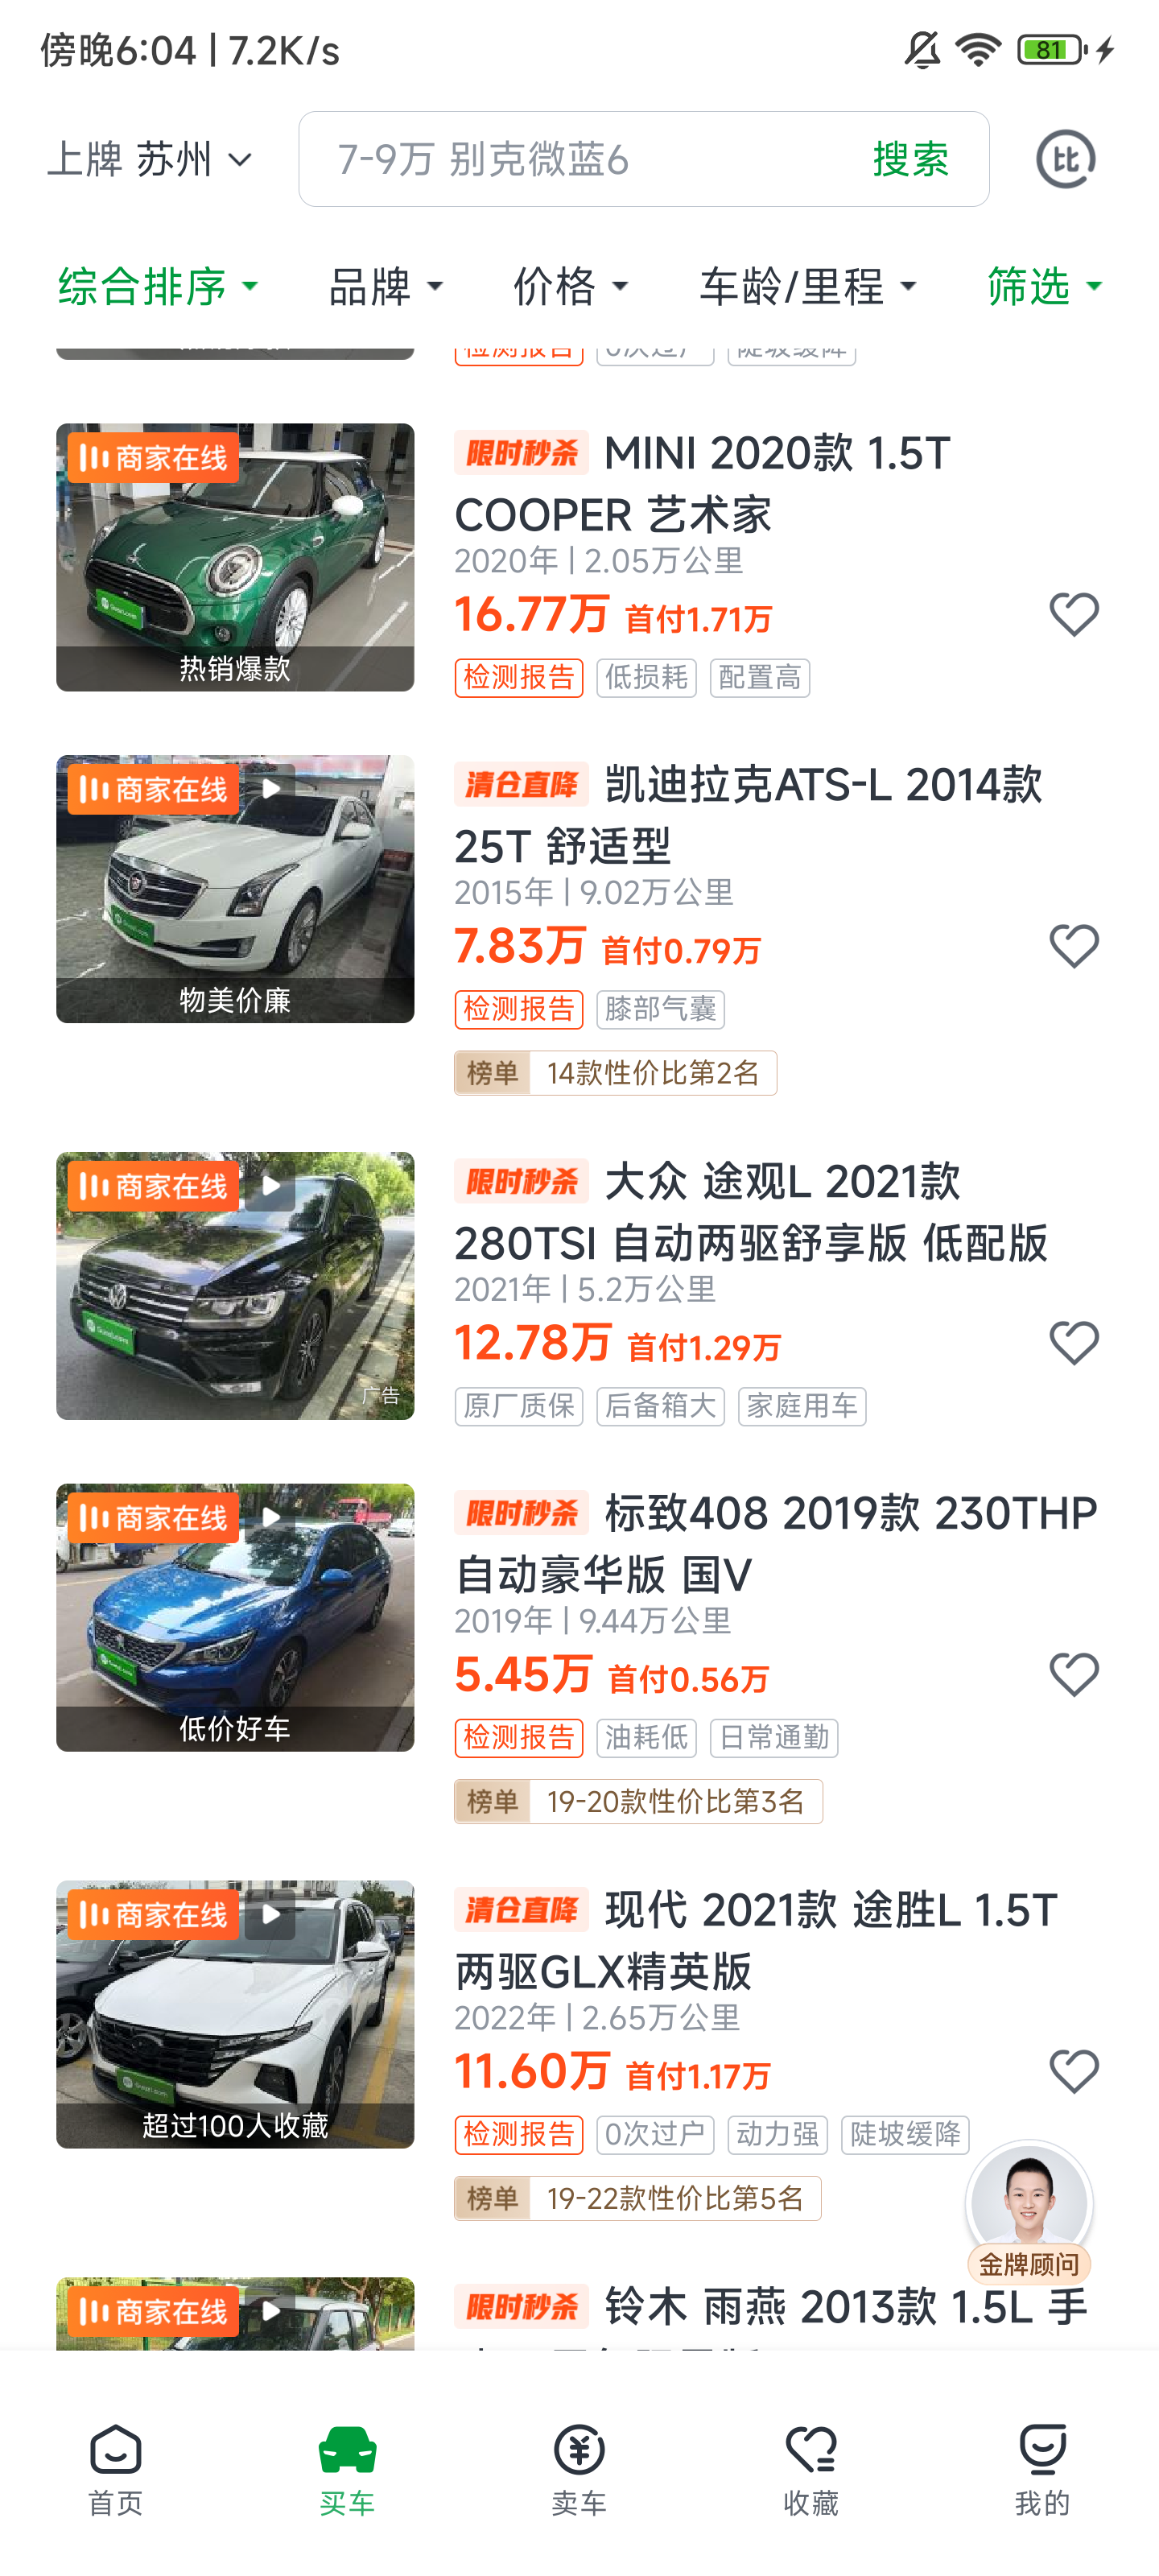 傍晚6:04 | 7.2K/s
81
上牌 苏州
7-9万 别克微蓝6
搜索
比
综合排序
品牌
价格
车龄/里程
筛选
检测报告
0次过户
陡坡缓降
商家在线
热销爆款
限时秒杀 MINI 2020款 1.5T
COOPER 艺术家
2020年 | 2.05万公里
16.77万 首付1.71万
检测报告 低损耗 配置高
商家在线
物美价廉
清仓直降 凯迪拉克ATS-L 2014款
25T 舒适型
2015年 | 9.02万公里
7.83万 首付0.79万
检测报告 膝部气囊
榜单 14款性价比第2名
商家在线
广告
限时秒杀 大众 途观L 2021款
280TSI 自动两驱舒享版 低配版
2021年 | 5.2万公里
12.78万 首付1.29万
原厂质保 后备箱大 家庭用车
商家在线
低价好车
限时秒杀 标致408 2019款 230THP
自动豪华版 国V
2019年 | 9.44万公里
5.45万 首付0.56万
检测报告 油耗低 日常通勤
榜单 19-20款性价比第3名
商家在线
超过100人收藏
清仓直降 现代 2021款 途胜L 1.5T
两驱GLX精英版
2022年 | 2.65万公里
11.60万 首付1.17万
检测报告 0次过户 动力强 陡坡缓降
榜单 19-22款性价比第5名
金牌顾问
商家在线
限时秒杀 铃木 雨燕 2013款 1.5L 手
首页
买车
卖车
收藏
我的